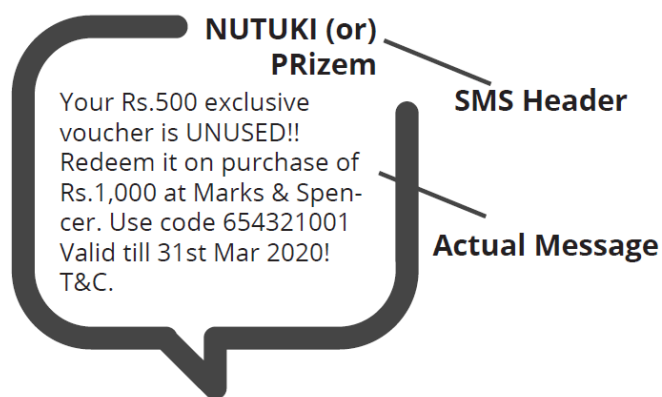 NUTUKI (or)
PRizem
SMS Header
Your Rs.500 exclusive
voucher is UNUSED!!
Redeem it on purchase of
Rs.1,000 at Marks & Spen-
cer. Use code 654321001
Valid till 31st Mar 2020!
T&C.
Actual Message